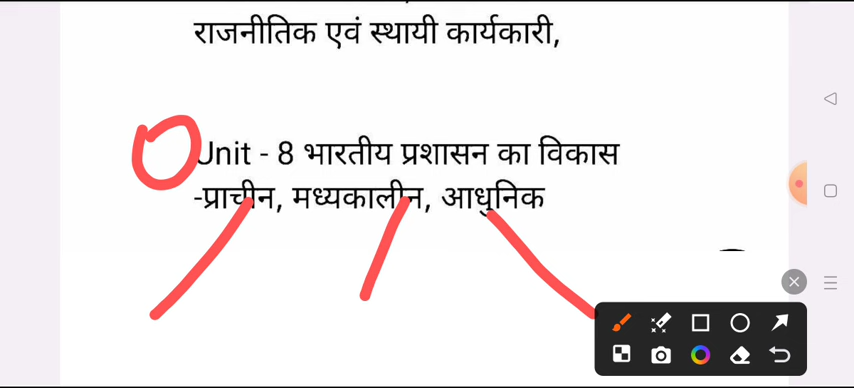 राजनीतिक एवं स्थायी कार्यकारी,
Unit - 8 भारतीय प्रशासन का विकास
-प्राचीन, मध्यकालीन, आधुनिक